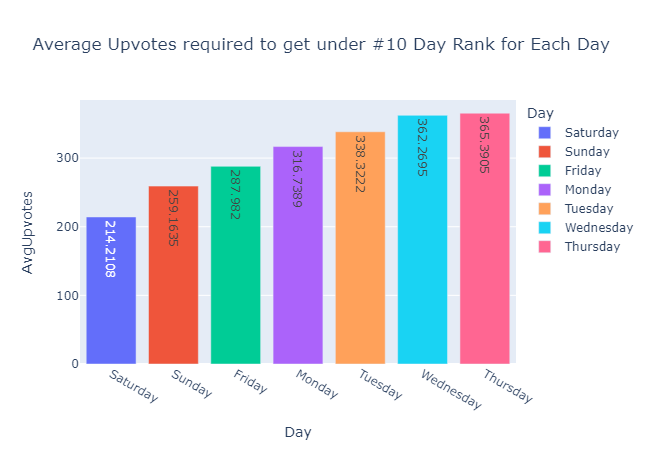 Average Upvotes required to get under #10 Day Rank for Each Day
AvgUpvotes
300
200
100
0
214.2108
259.1635
287.982
316.7389
338.3222
362.2695
365.3905
Saturday
Sunday
Friday
Monday
Tuesday
Wednesday
Thursday
Day
Day
Saturday
Sunday
Friday
Monday
Tuesday
Wednesday
Thursday